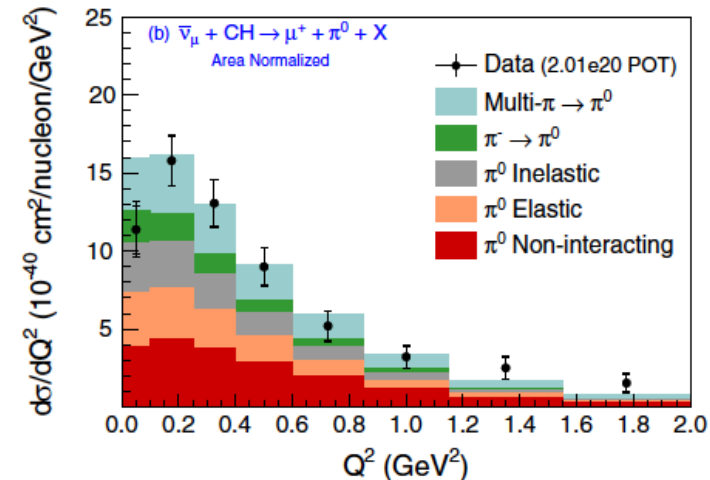 (b) ν̄μ + CH → μ⁺ + π⁰ + X
Area Normalized
Data (2.01e20 POT)
Multi-π → π⁰
π⁻ → π⁰
π⁰ Inelastic
π⁰ Elastic
π⁰ Non-interacting
dσ/dQ² (10⁻⁴⁰ cm²/nucleon/GeV²)
25
20
15
10
5
0.0 0.2 0.4 0.6 0.8 1.0 1.2 1.4 1.6 1.8 2.0
Q² (GeV²)